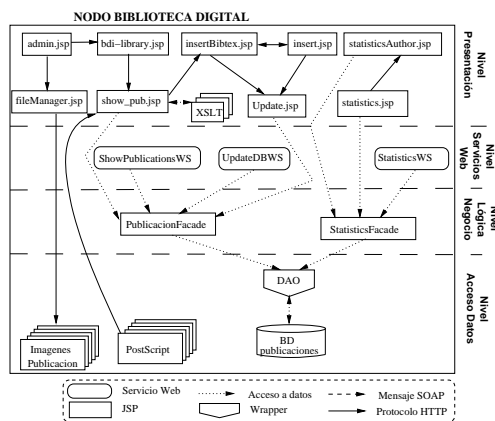 NODO BIBLIOTECA DIGITAL
admin.jsp
bdi-library.jsp
insertBibtex.jsp
insert.jsp
statisticsAuthor.jsp
fileManager.jsp
show_pub.jsp
XSLT
Update.jsp
statistics.jsp
Nivel
Presentación
ShowPublicationsWS
UpdateDBWS
StatisticsWS
Nivel
Servicios
Web
PublicacionFacade
StatisticsFacade
Nivel
Lógica
Negocio
DAO
Imagenes
Publicacion
PostScript
BD
publicaciones
Nivel
Acceso Datos
Servicio Web
Acceso a datos
Mensaje SOAP
JSP
Wrapper
Protocolo HTTP